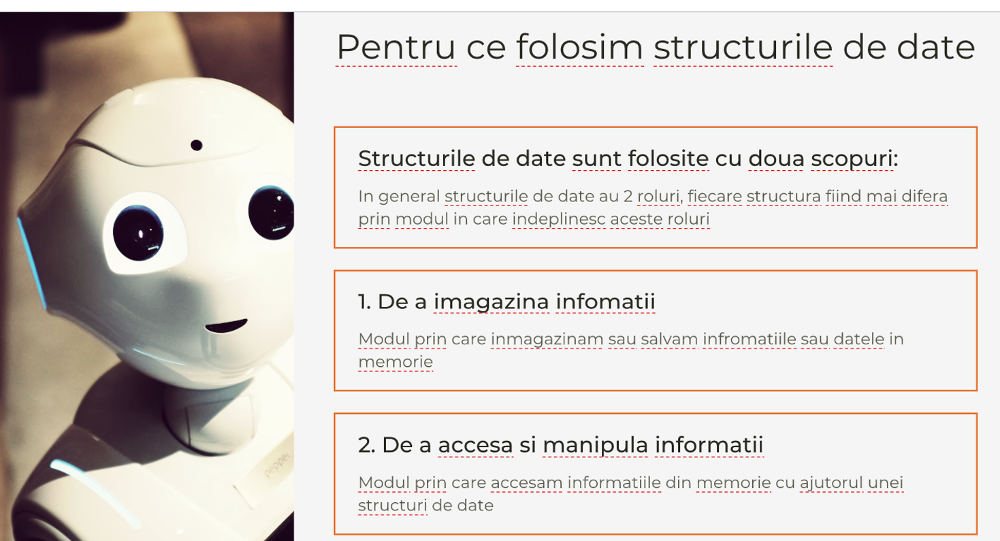 Pentru ce folosim structurile de date
Structurile de date sunt folosite cu doua scopuri:
In general structurile de date au 2 roluri, fiecare structura fiind mai difera
prin modul in care indeplinesc aceste roluri
1. De a imagazina infomatii
Modul prin care inmagazinam sau salvam infromatiile sau datele in
memorie
2. De a accesa si manipula informatii
Modul prin care accesam informatiile din memorie cu ajutorul unei
structuri de date
pepper